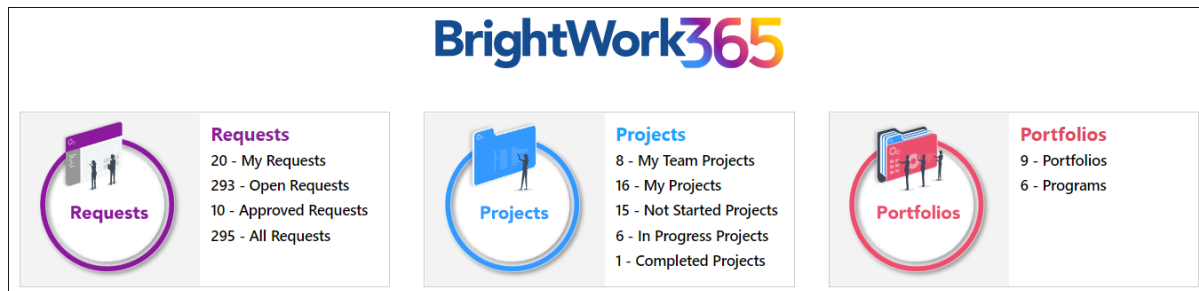 BrightWork365
Requests
Requests
20 - My Requests
293 - Open Requests
10 - Approved Requests
295 - All Requests
Projects
Projects
8 - My Team Projects
16 - My Projects
15 - Not Started Projects
6 - In Progress Projects
1 - Completed Projects
Portfolios
Portfolios
9 - Portfolios
6 - Programs